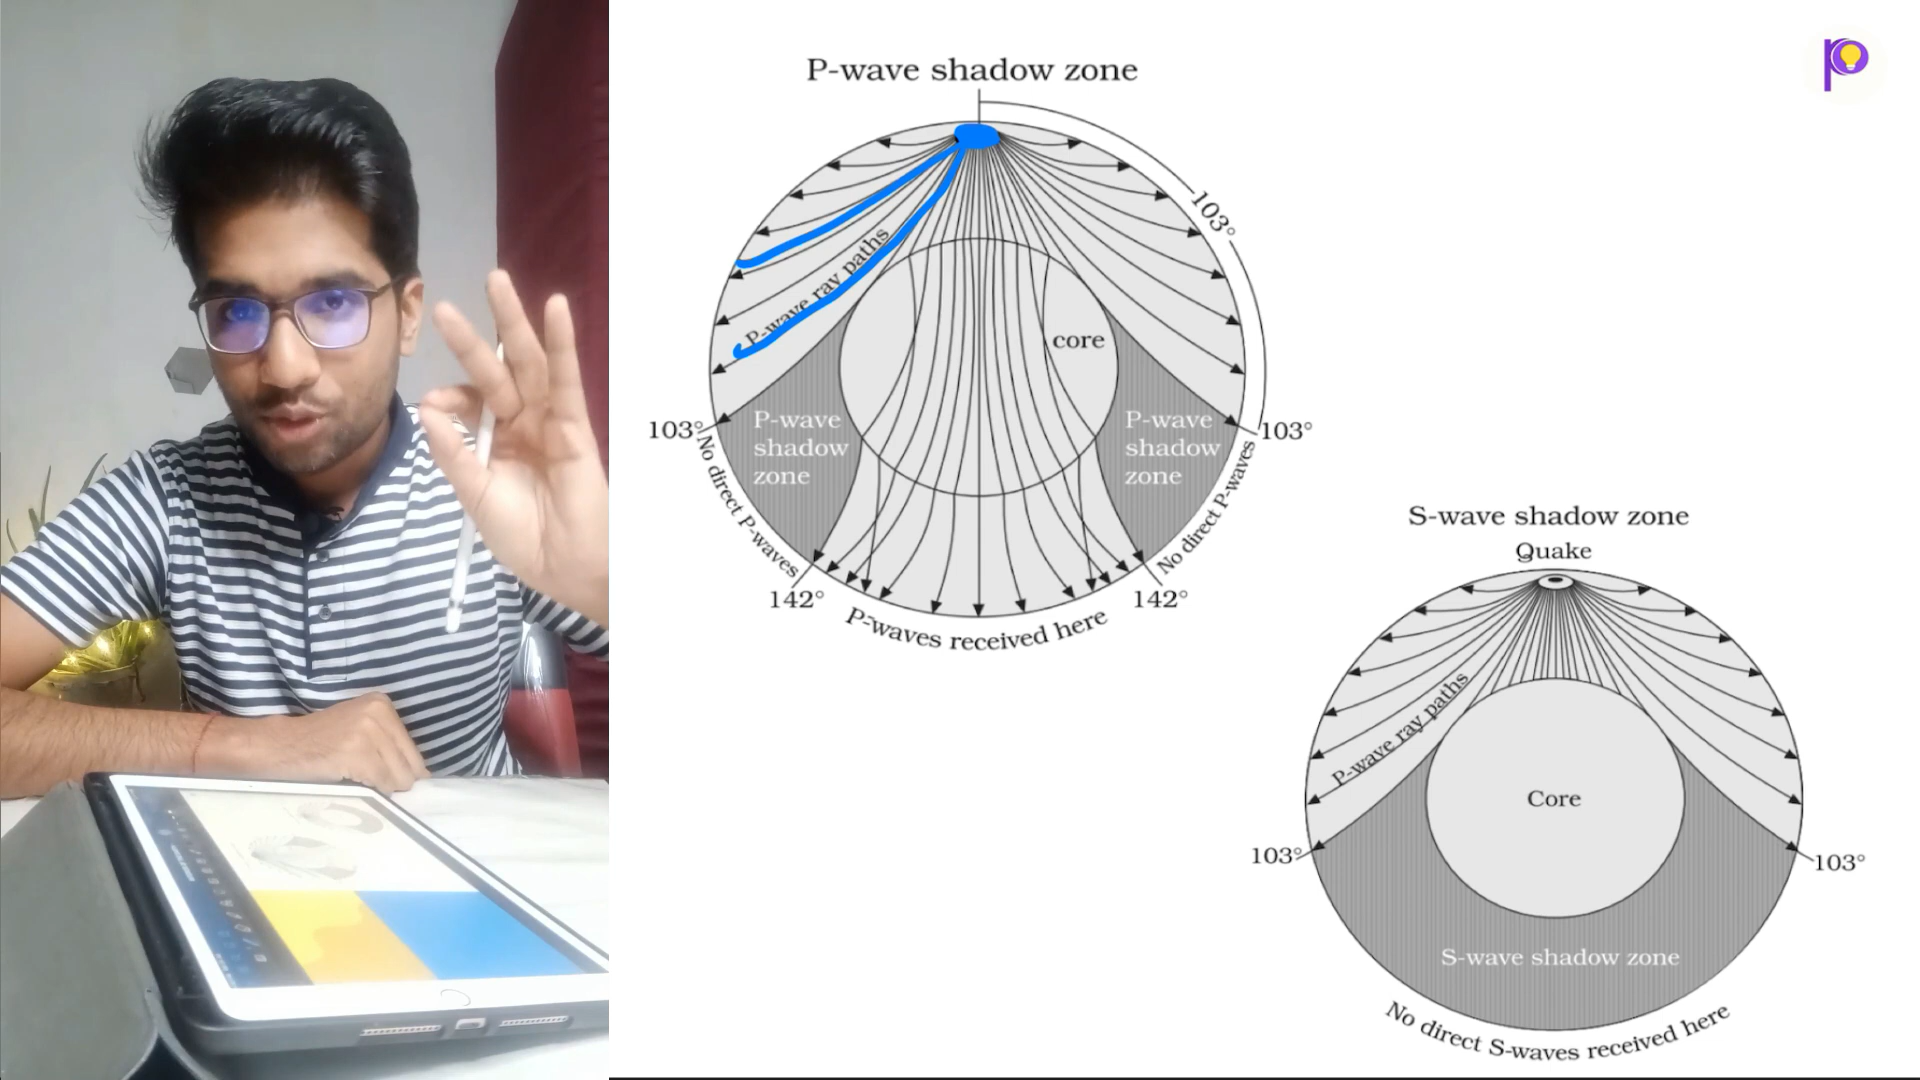 P-wave shadow zone
103°
P-wave ray paths
core
P-wave
shadow
zone
P-wave
shadow
zone
103°
103°
No direct P-waves
No direct P-waves
142°
142°
P-waves received here
S-wave shadow zone
Quake
P-wave ray paths
Core
103°
103°
S-wave shadow zone
No direct S-waves received here